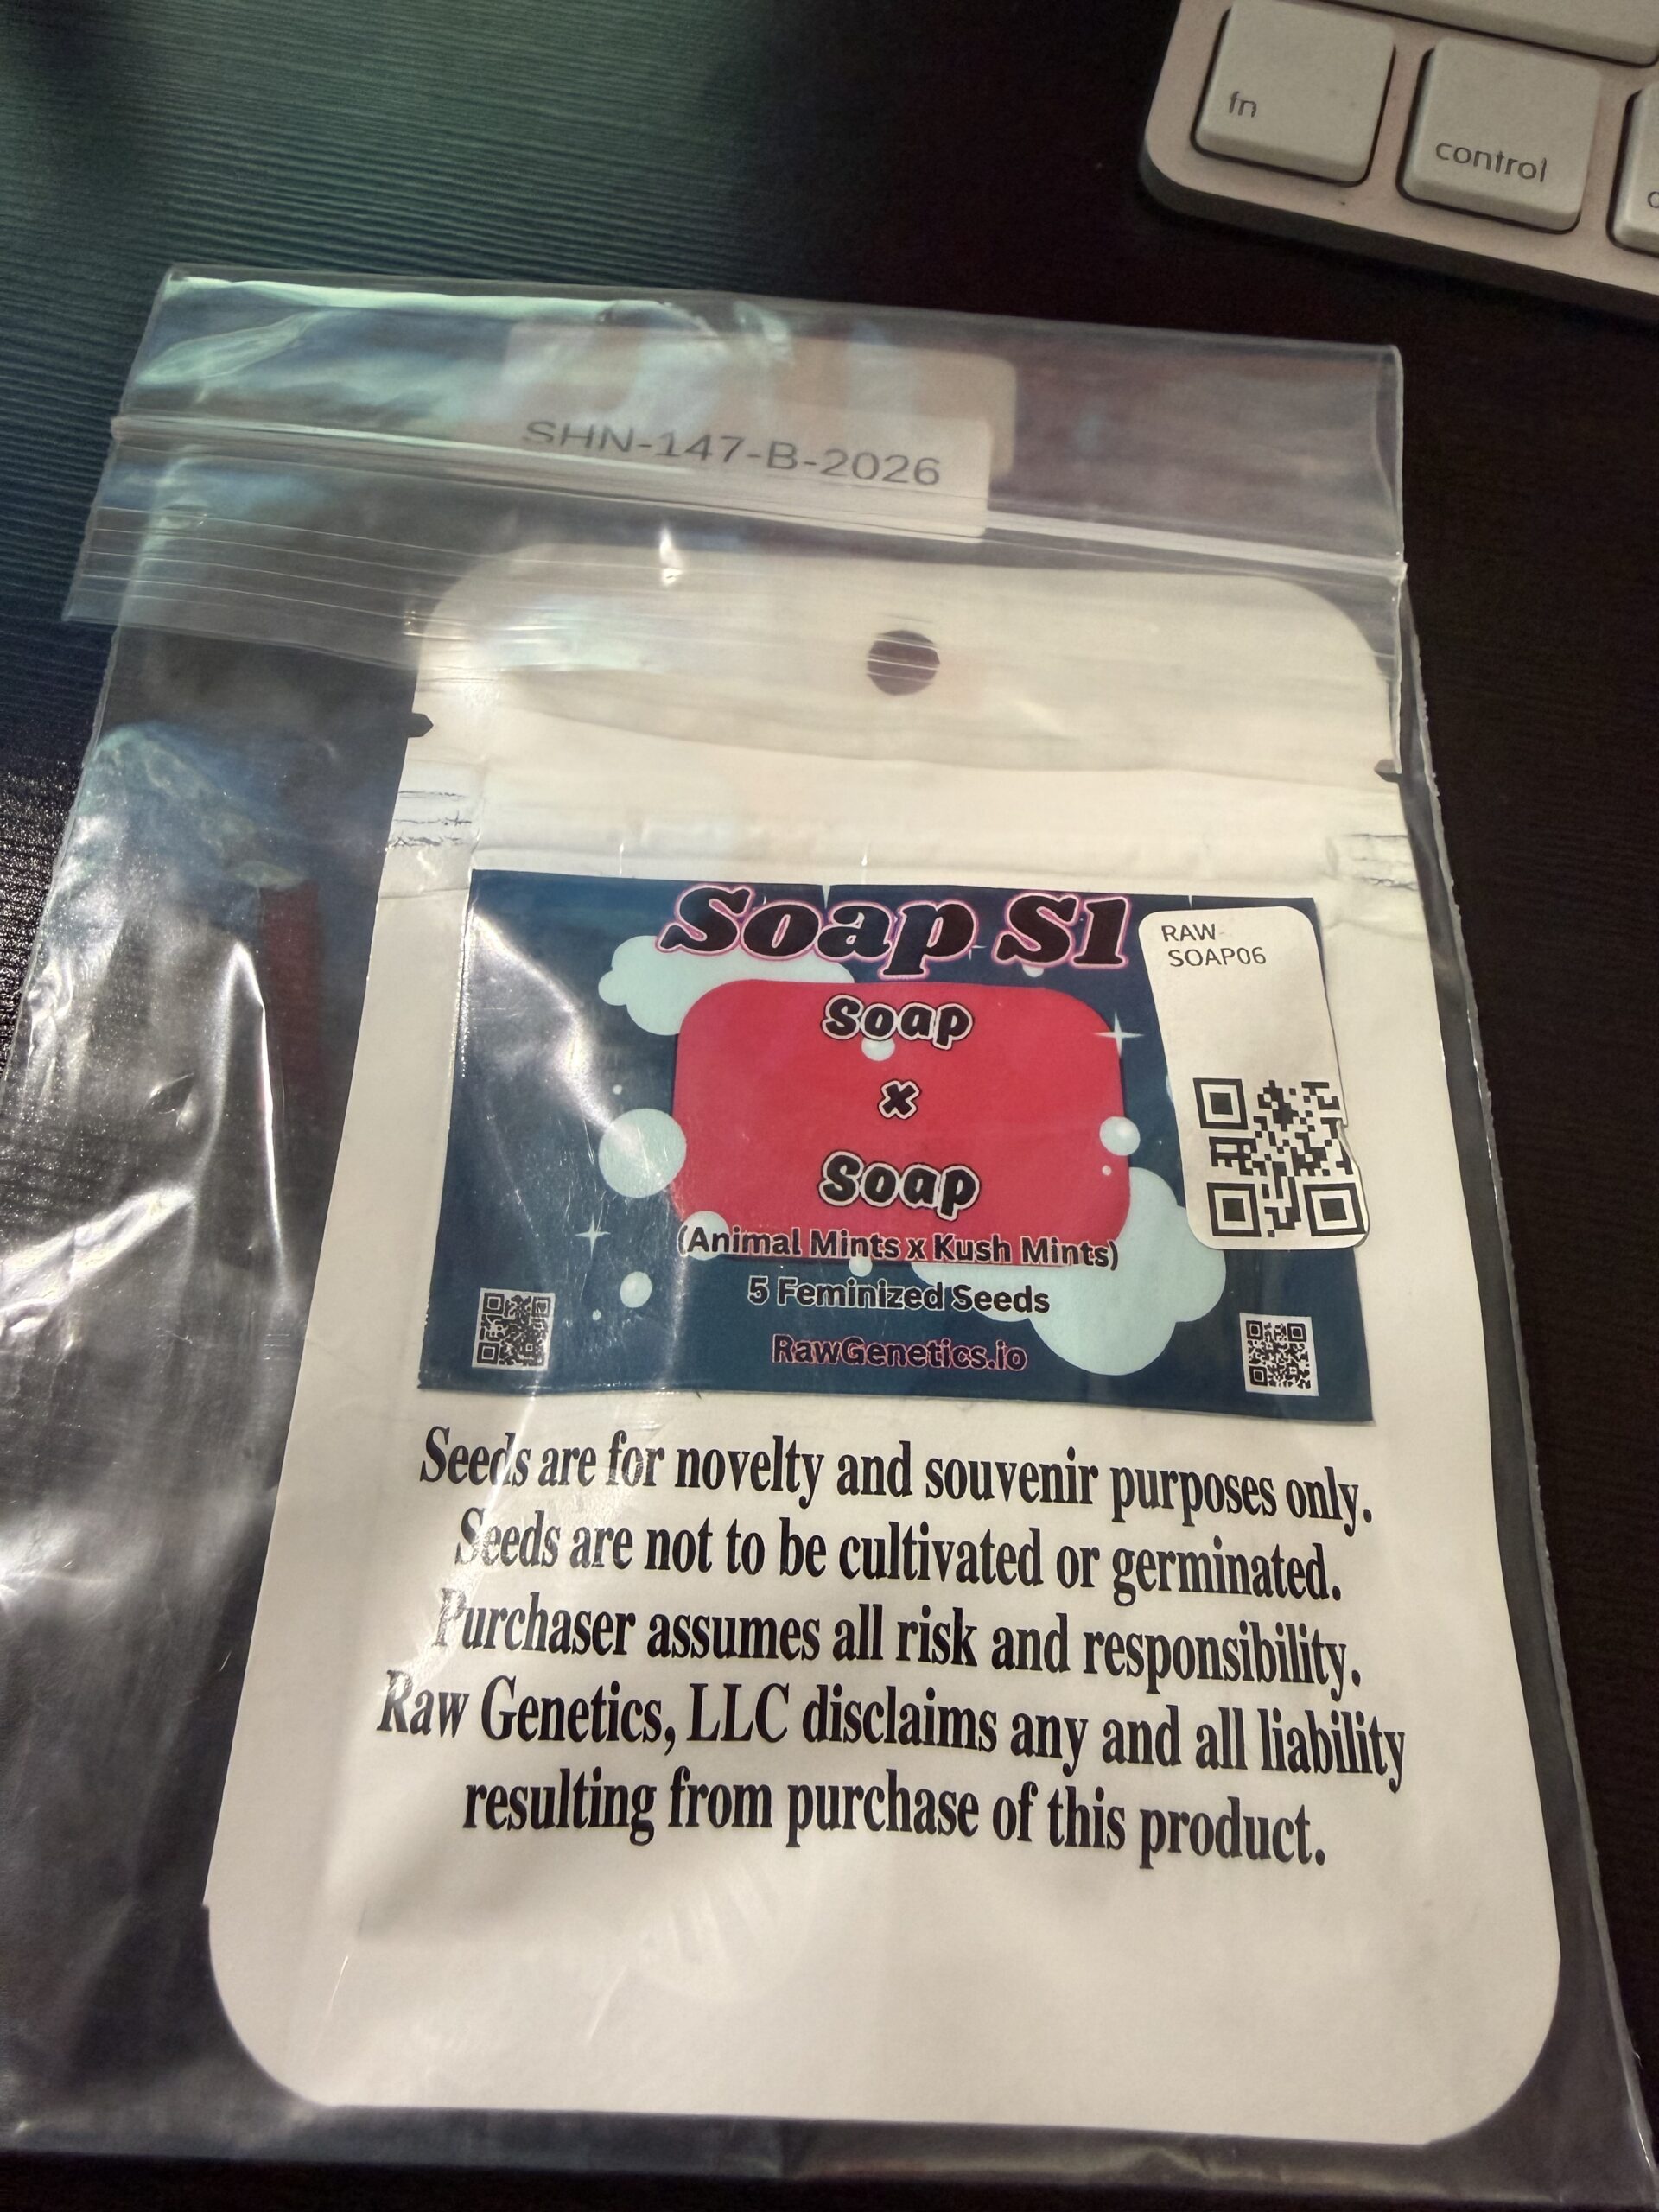 fn
control
SHN-147-B-2026
Soap S1
RAW-
SOAP06
Soap
x
Soap
(Animal Mints x Kush Mints)
5 Feminized Seeds
RawGenetics.io
Seeds are for novelty and souvenir purposes only.
Seeds are not to be cultivated or germinated.
Purchaser assumes all risk and responsibility.
Raw Genetics, LLC disclaims any and all liability
resulting from purchase of this product.